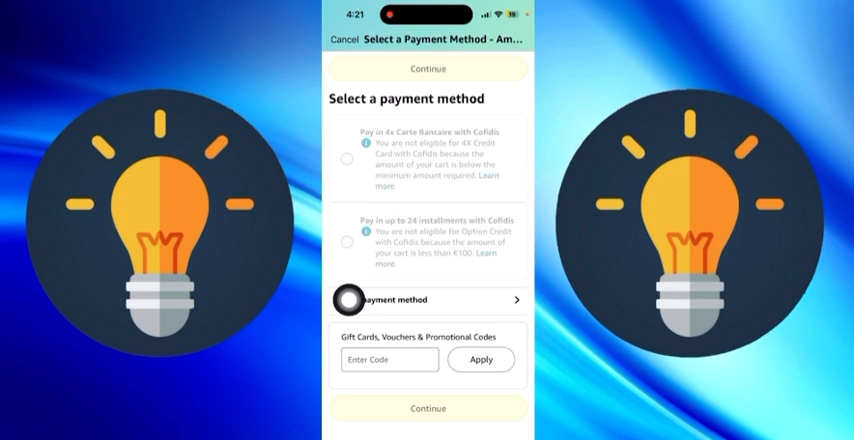 4:21
Cancel Select a Payment Method - Am...
Continue
Select a payment method
Pay in 4x Carte Bancaire with Cofidis
You are not eligible for 4X Credit
Card with Cofidis because the
amount of your cart is below the
minimum amount required. Learn
more.
Pay in up to 24 installments with Cofidis
You are not eligible for Option Credit
with Cofidis because the amount of
your cart is less than €100. Learn
more.
payment method
Gift Cards, Vouchers & Promotional Codes
Enter Code
Apply
Continue